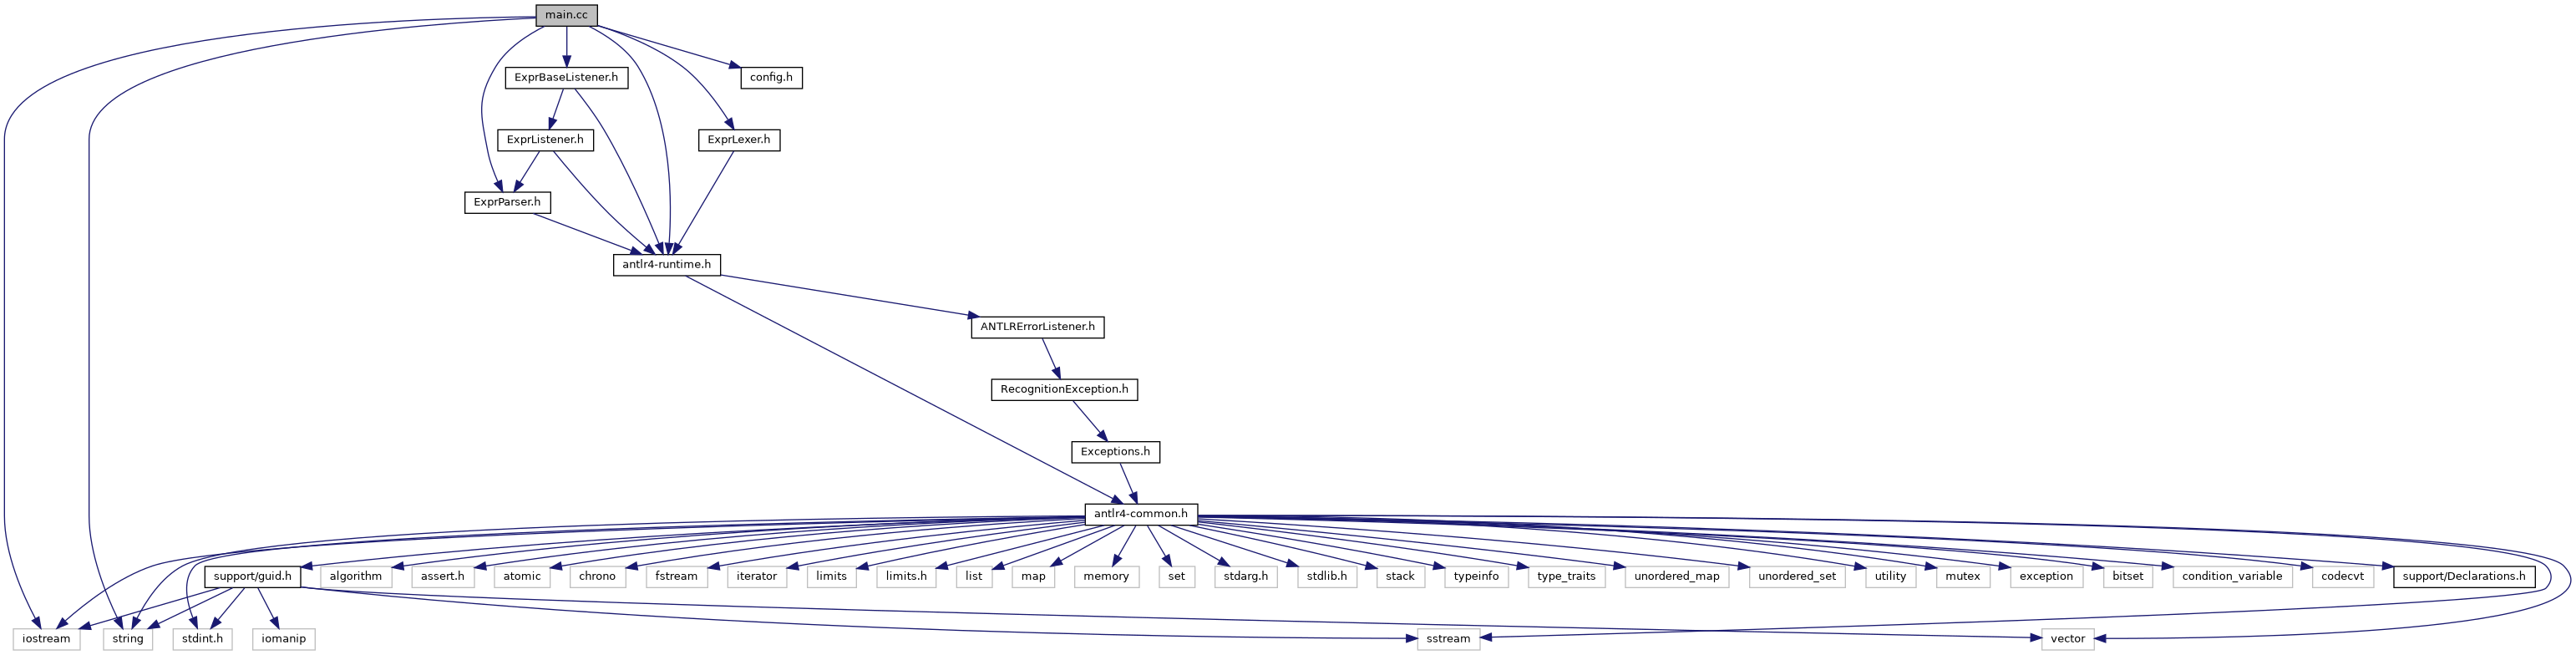 main.cc
ExprBaseListener.h
config.h
ExprListener.h
ExprLexer.h
ExprParser.h
antlr4-runtime.h
ANTLRErrorListener.h
RecognitionException.h
Exceptions.h
antlr4-common.h
support/guid.h
algorithm
assert.h
atomic
chrono
fstream
iterator
limits
limits.h
list
map
memory
set
stdarg.h
stdlib.h
stack
typeinfo
type_traits
unordered_map
unordered_set
utility
mutex
exception
bitset
condition_variable
codecvt
support/Declarations.h
iostream
string
stdint.h
iomanip
sstream
vector